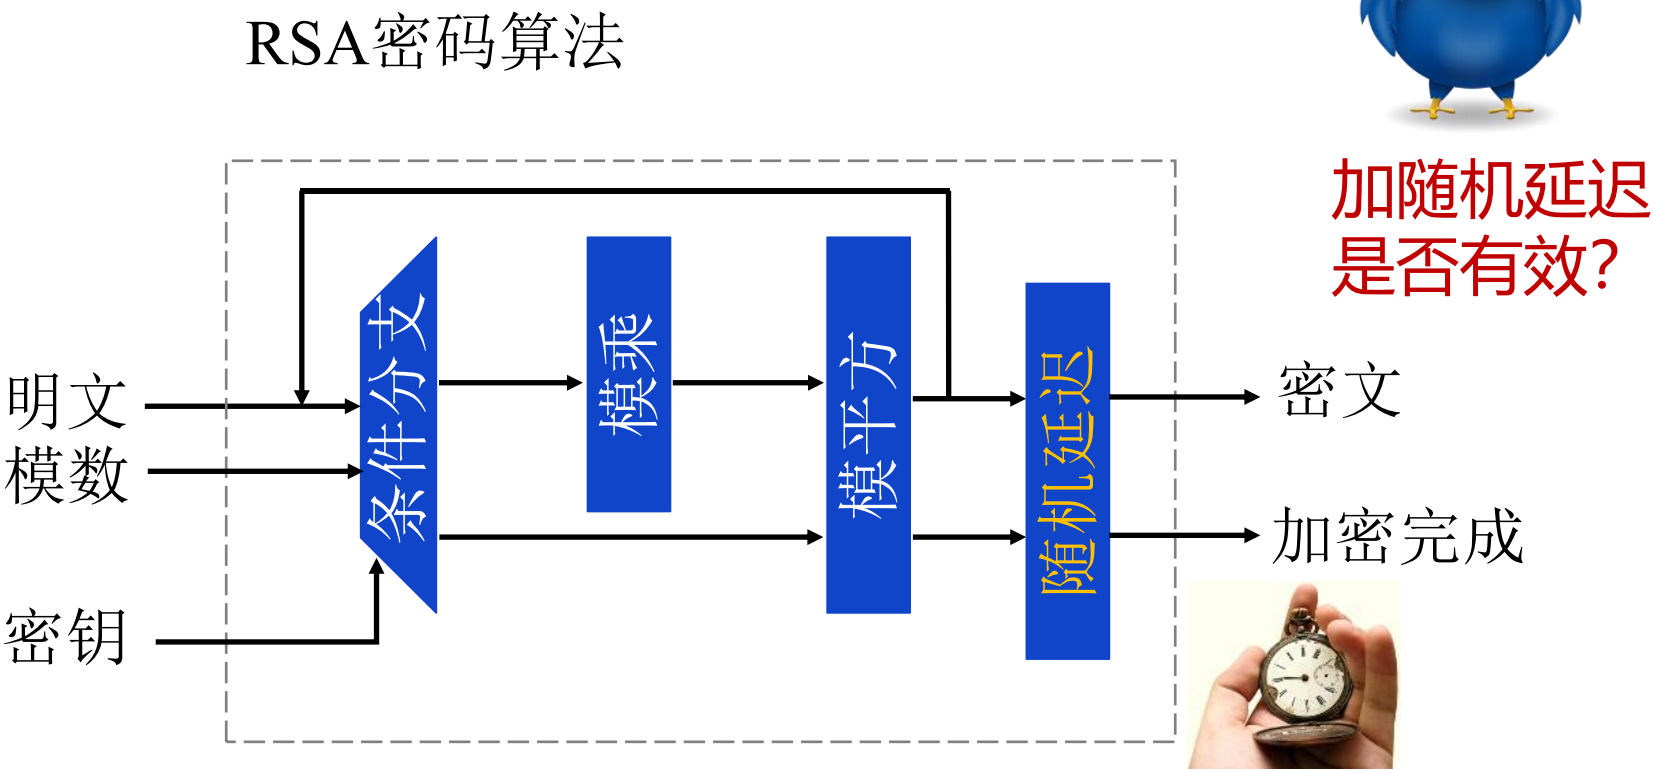 RSA密码算法
加随机延迟
是否有效?
明文
模数
密钥
条件分支
模乘
模平方
随机延迟
密文
加密完成